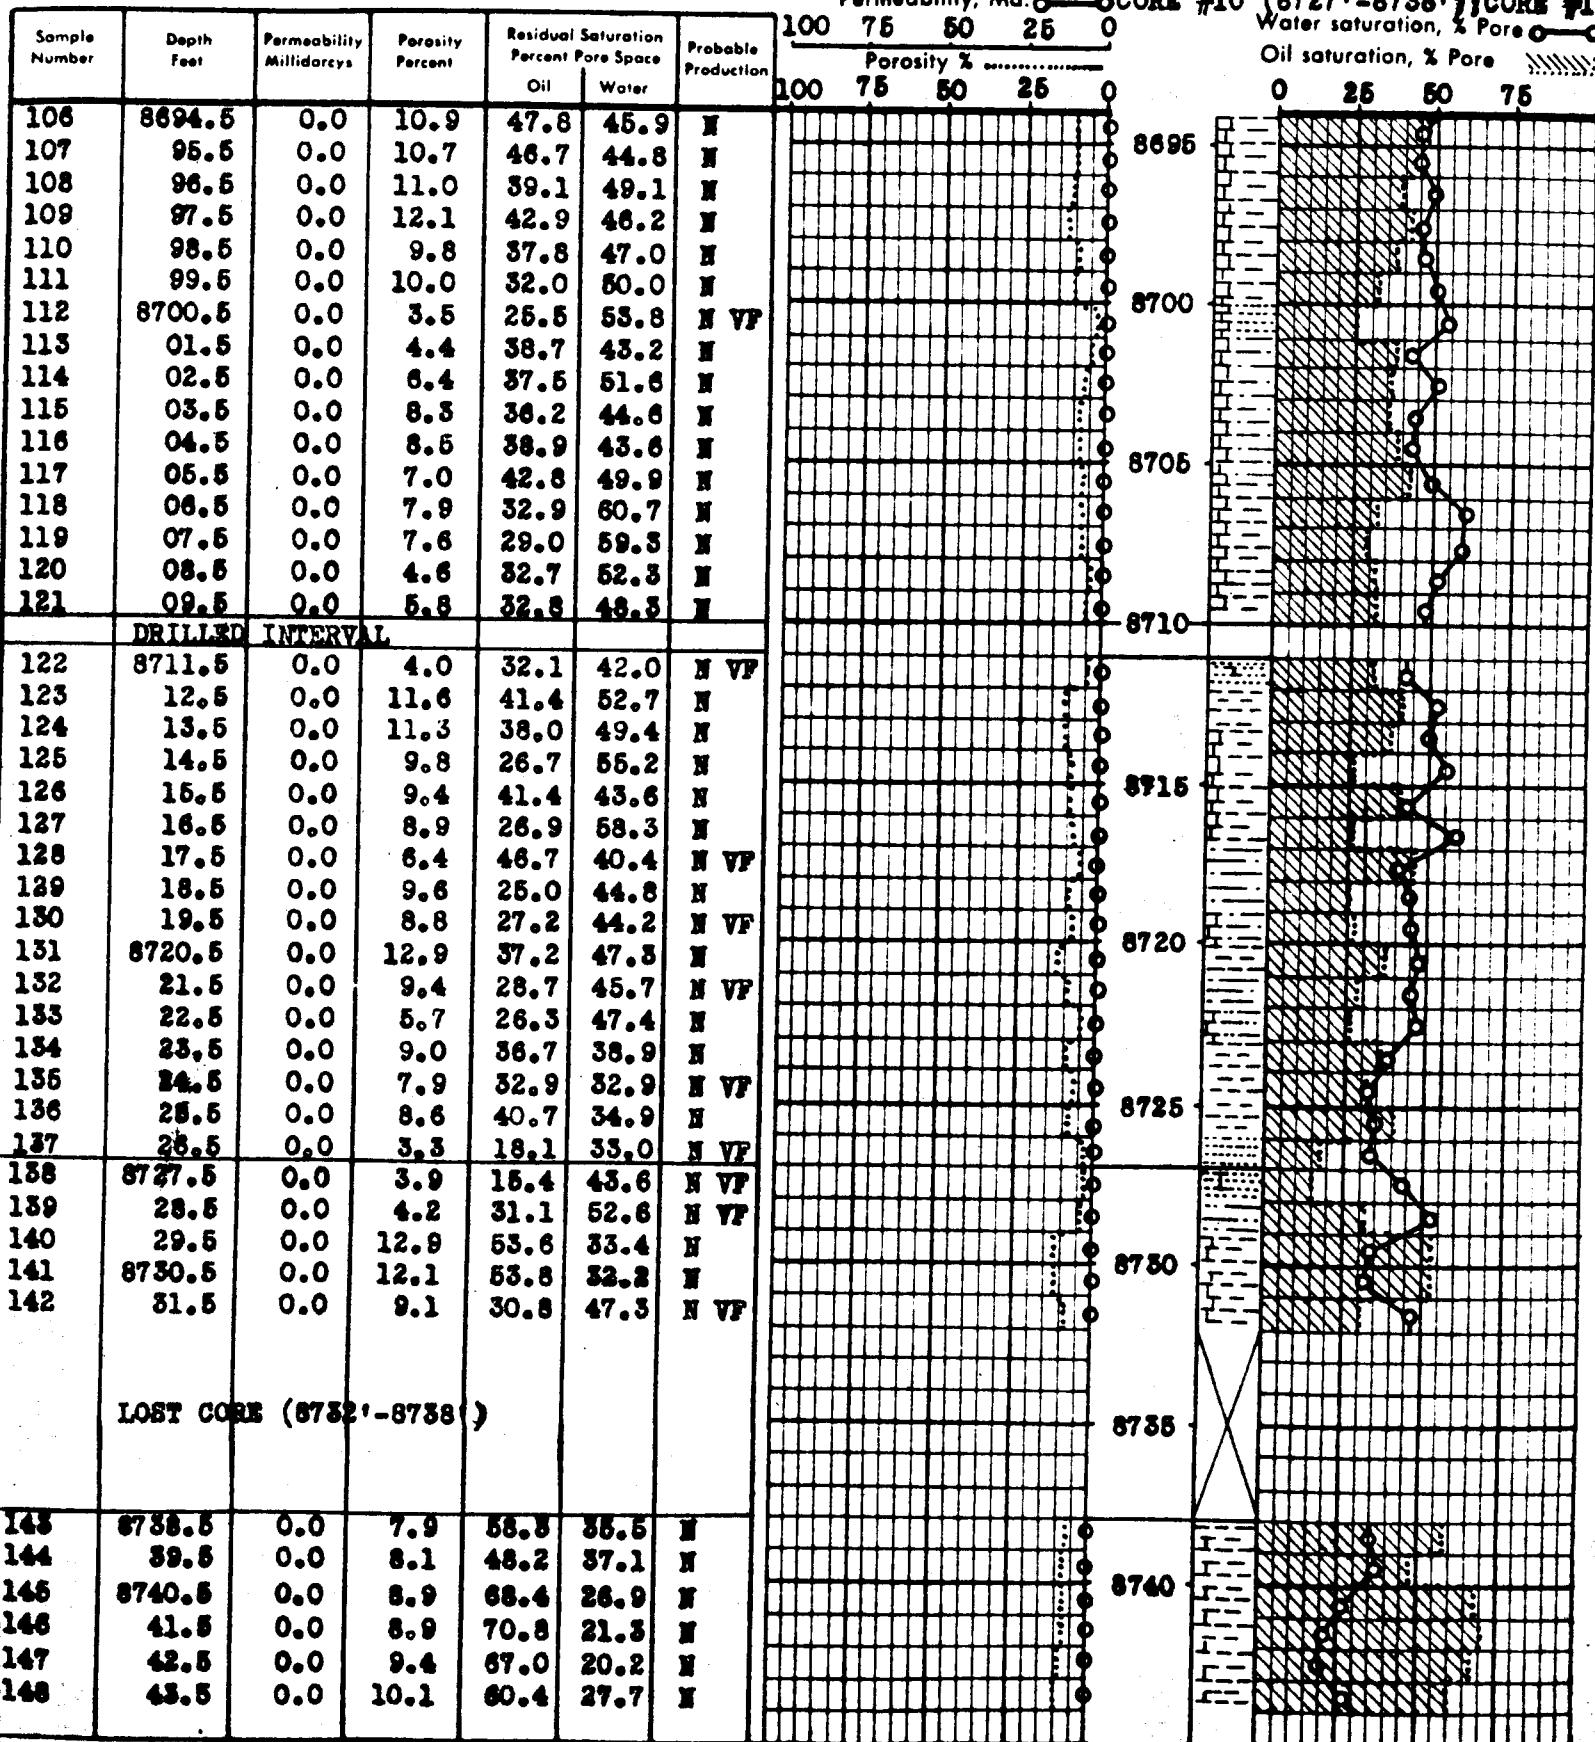 Permeability, Md. CORE #10 (8727'-8738');CORE #1
Sample Number Depth Feet Permeability Millidarcys Porosity Percent Residual Saturation Percent Pore Space Oil Water Probable Production
100 75 50 25 0
Water saturation, % Pore
Porosity %
Oil saturation, % Pore
100 75 50 25 0
0 25 50 75
106 8694.5 0.0 10.9 47.8 45.9 N
107 95.5 0.0 10.7 46.7 44.8 N
108 96.5 0.0 11.0 39.1 49.1 N
109 97.5 0.0 12.1 42.9 46.2 N
110 98.5 0.0 9.8 37.8 47.0 N
111 99.5 0.0 10.0 32.0 50.0 N
112 8700.5 0.0 3.5 25.5 53.8 N VF
113 01.5 0.0 4.4 38.7 43.2 N
114 02.5 0.0 6.4 37.5 51.6 N
115 03.5 0.0 8.3 36.2 44.6 N
116 04.5 0.0 8.5 38.9 43.6 N
117 05.5 0.0 7.0 42.8 49.9 N
118 06.5 0.0 7.9 32.9 60.7 N
119 07.5 0.0 7.6 29.0 59.3 N
120 08.5 0.0 4.6 32.7 52.3 N
121 09.5 0.0 5.8 32.8 48.3 N
DRILLED INTERVAL
122 8711.5 0.0 4.0 32.1 42.0 N VF
123 12.5 0.0 11.6 41.4 52.7 N
124 13.5 0.0 11.3 38.0 49.4 N
125 14.5 0.0 9.8 26.7 55.2 N
126 15.5 0.0 9.4 41.4 43.6 N
127 16.5 0.0 8.9 26.9 58.3 N
128 17.5 0.0 6.4 46.7 40.4 N VF
129 18.5 0.0 9.6 25.0 44.8 N
130 19.5 0.0 8.8 27.2 44.2 N VF
131 8720.5 0.0 12.9 37.2 47.3 N
132 21.5 0.0 9.4 28.7 45.7 N VF
133 22.5 0.0 5.7 26.3 47.4 N
134 23.5 0.0 9.0 36.7 38.9 N
135 24.5 0.0 7.9 32.9 32.9 N VF
136 25.5 0.0 8.6 40.7 34.9 N
137 26.5 0.0 3.3 18.1 33.0 N VF
138 8727.5 0.0 3.9 15.4 43.6 N VF
139 28.5 0.0 4.2 31.1 52.6 N VF
140 29.5 0.0 12.9 53.6 33.4 N
141 8730.5 0.0 12.1 53.8 32.2 N
142 31.5 0.0 9.1 30.8 47.3 N VF
LOST CORE (8732'-8738')
143 8738.5 0.0 7.9 58.3 35.5 N
144 39.5 0.0 8.1 48.2 37.1 N
145 8740.5 0.0 8.9 68.4 26.9 N
146 41.5 0.0 8.9 70.8 21.3 N
147 42.5 0.0 9.4 67.0 20.2 N
148 43.5 0.0 10.1 60.4 27.7 N
8695
8700
8705
8710
8715
8720
8725
8730
8735
8740